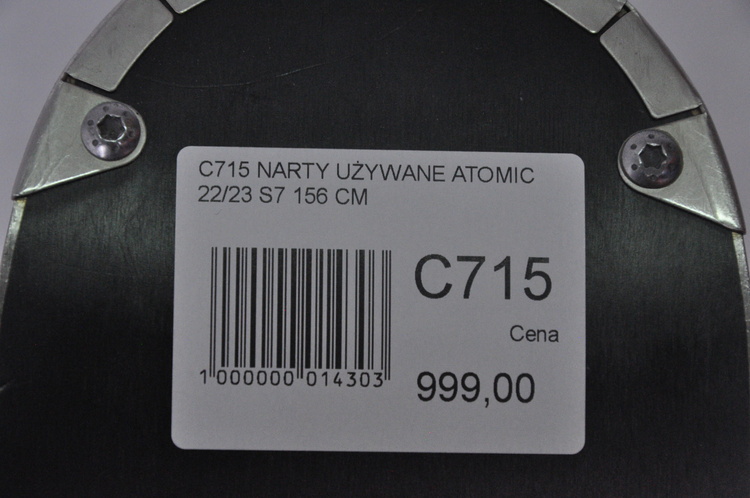 C715 NARTY UŻYWANE ATOMIC
22/23 S7 156 CM
C715
Cena
999,00
1 000000 014303